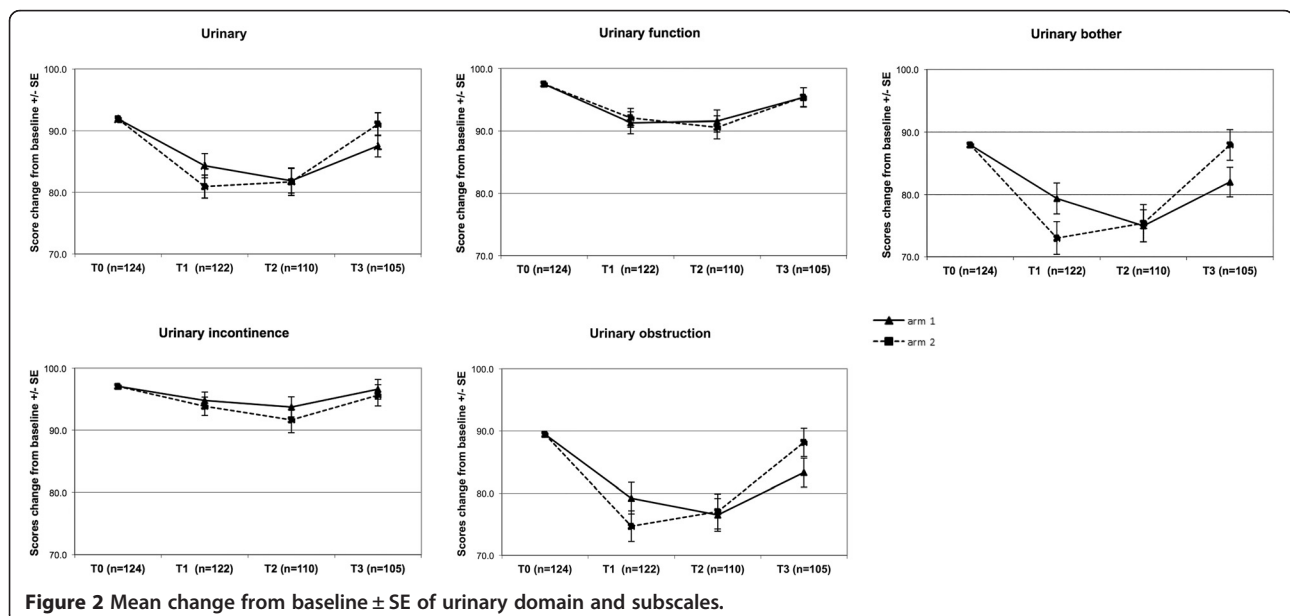 Urinary
Score change from baseline +/- SE
100.0
90.0
80.0
70.0
T0 (n=124) T1 (n=122) T2 (n=110) T3 (n=105)
Urinary function
Score change from baseline +/- SE
100.0
90.0
80.0
70.0
T0 (n=124) T1 (n=122) T2 (n=110) T3 (n=105)
Urinary bother
Scores change from baseline +/- SE
100.0
90.0
80.0
70.0
T0 (n=124) T1 (n=122) T2 (n=110) T3 (n=105)
Urinary incontinence
Scores change from baseline +/- SE
100.0
90.0
80.0
70.0
T0 (n=124) T1 (n=122) T2 (n=110) T3 (n=105)
Urinary obstruction
Scores change from baseline +/- SE
100.0
90.0
80.0
70.0
T0 (n=124) T1 (n=122) T2 (n=110) T3 (n=105)
arm 1
arm 2
Figure 2 Mean change from baseline ± SE of urinary domain and subscales.